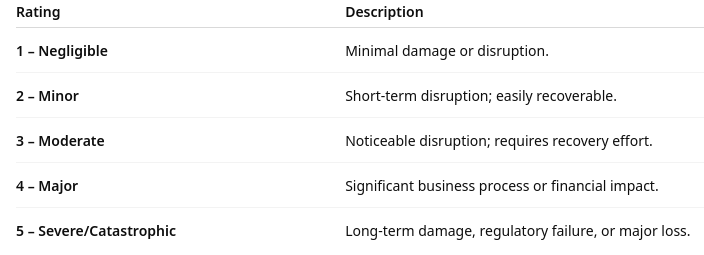 Rating Description
1 – Negligible Minimal damage or disruption.
2 – Minor Short-term disruption; easily recoverable.
3 – Moderate Noticeable disruption; requires recovery effort.
4 – Major Significant business process or financial impact.
5 – Severe/Catastrophic Long-term damage, regulatory failure, or major loss.